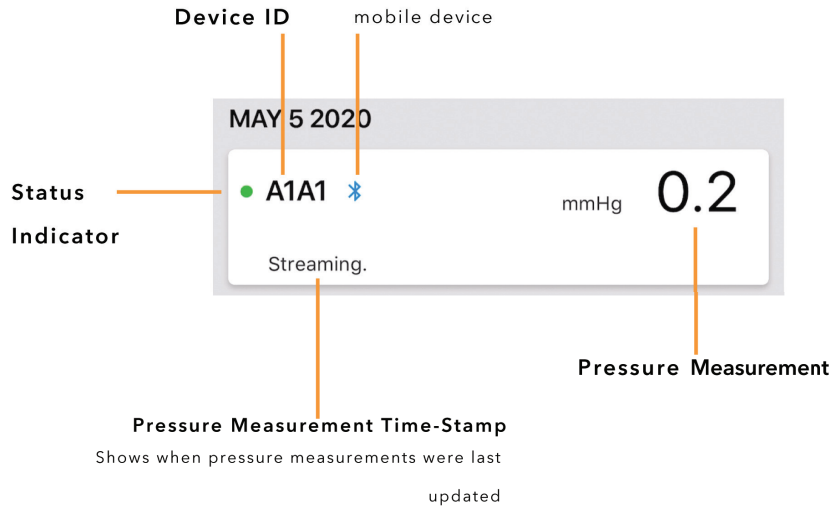 Device ID
mobile device
MAY 5 2020
Status
Indicator
A1A1
mmHg
0.2
Streaming.
Pressure Measurement
Pressure Measurement Time-Stamp
Shows when pressure measurements were last
updated